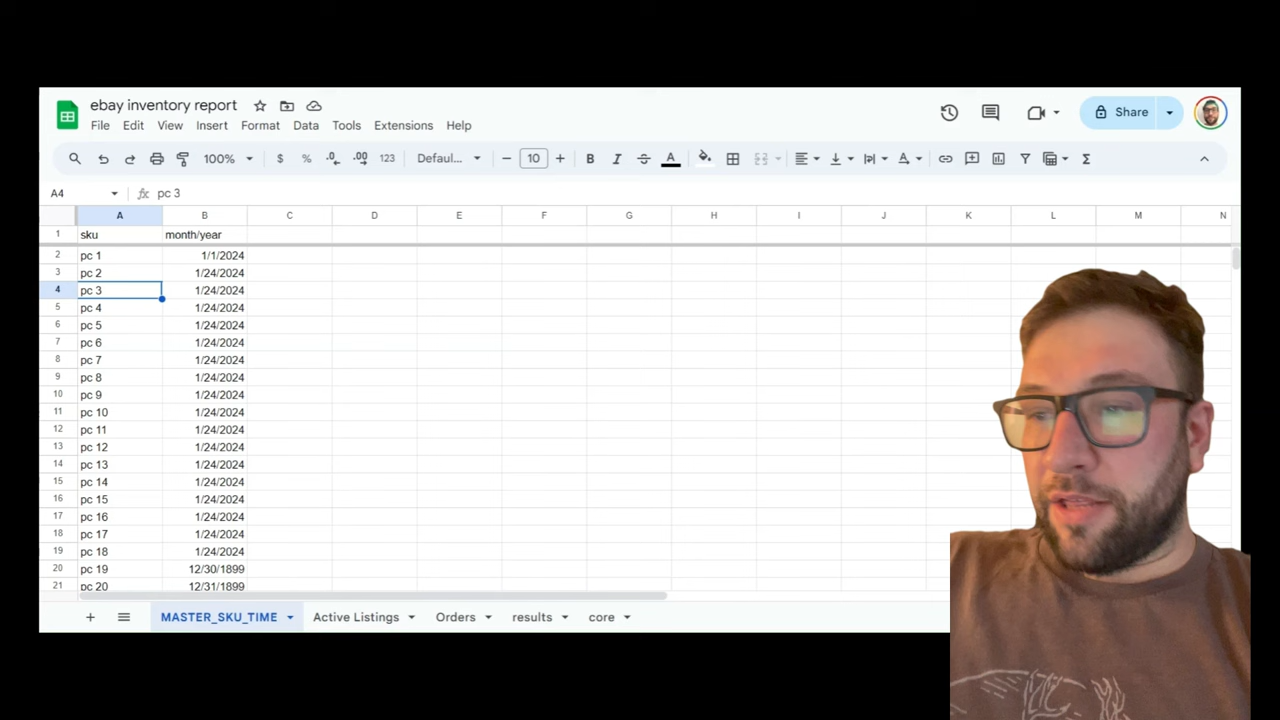 ebay inventory report
Share
File Edit View Insert Format Data Tools Extensions Help
100% $ % .0 .00 123 Defaul... 10 B I S A
A4 fx pc 3
A B C D E F G H I J K L M N
1 sku month/year
2 pc 1 1/1/2024
3 pc 2 1/24/2024
4 pc 3 1/24/2024
5 pc 4 1/24/2024
6 pc 5 1/24/2024
7 pc 6 1/24/2024
8 pc 7 1/24/2024
9 pc 8 1/24/2024
10 pc 9 1/24/2024
11 pc 10 1/24/2024
12 pc 11 1/24/2024
13 pc 12 1/24/2024
14 pc 13 1/24/2024
15 pc 14 1/24/2024
16 pc 15 1/24/2024
17 pc 16 1/24/2024
18 pc 17 1/24/2024
19 pc 18 1/24/2024
20 pc 19 12/30/1899
21 pc 20 12/31/1899
MASTER_SKU_TIME Active Listings Orders results core